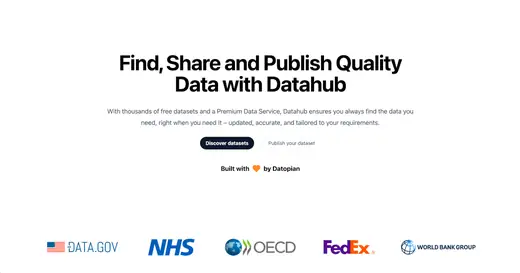 Find, Share and Publish Quality
Data with Datahub
With thousands of free datasets and a Premium Data Service, Datahub ensures you always find the data you
need, right when you need it – updated, accurate, and tailored to your requirements.
Discover datasets Publish your dataset
Built with 🧡 by Datopian
DATA.GOV NHS OECD FedEx WORLD BANK GROUP